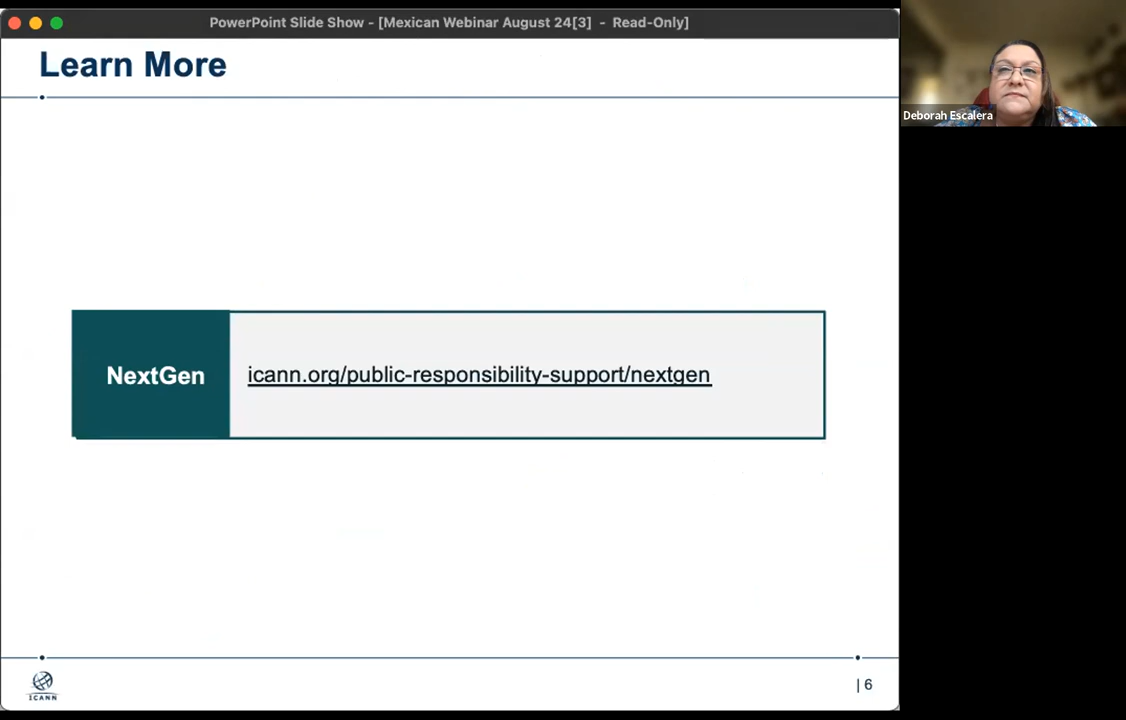 PowerPoint Slide Show - [Mexican Webinar August 24[3] - Read-Only]
Learn More
Deborah Escalera
NextGen
icann.org/public-responsibility-support/nextgen
ICANN
| 6